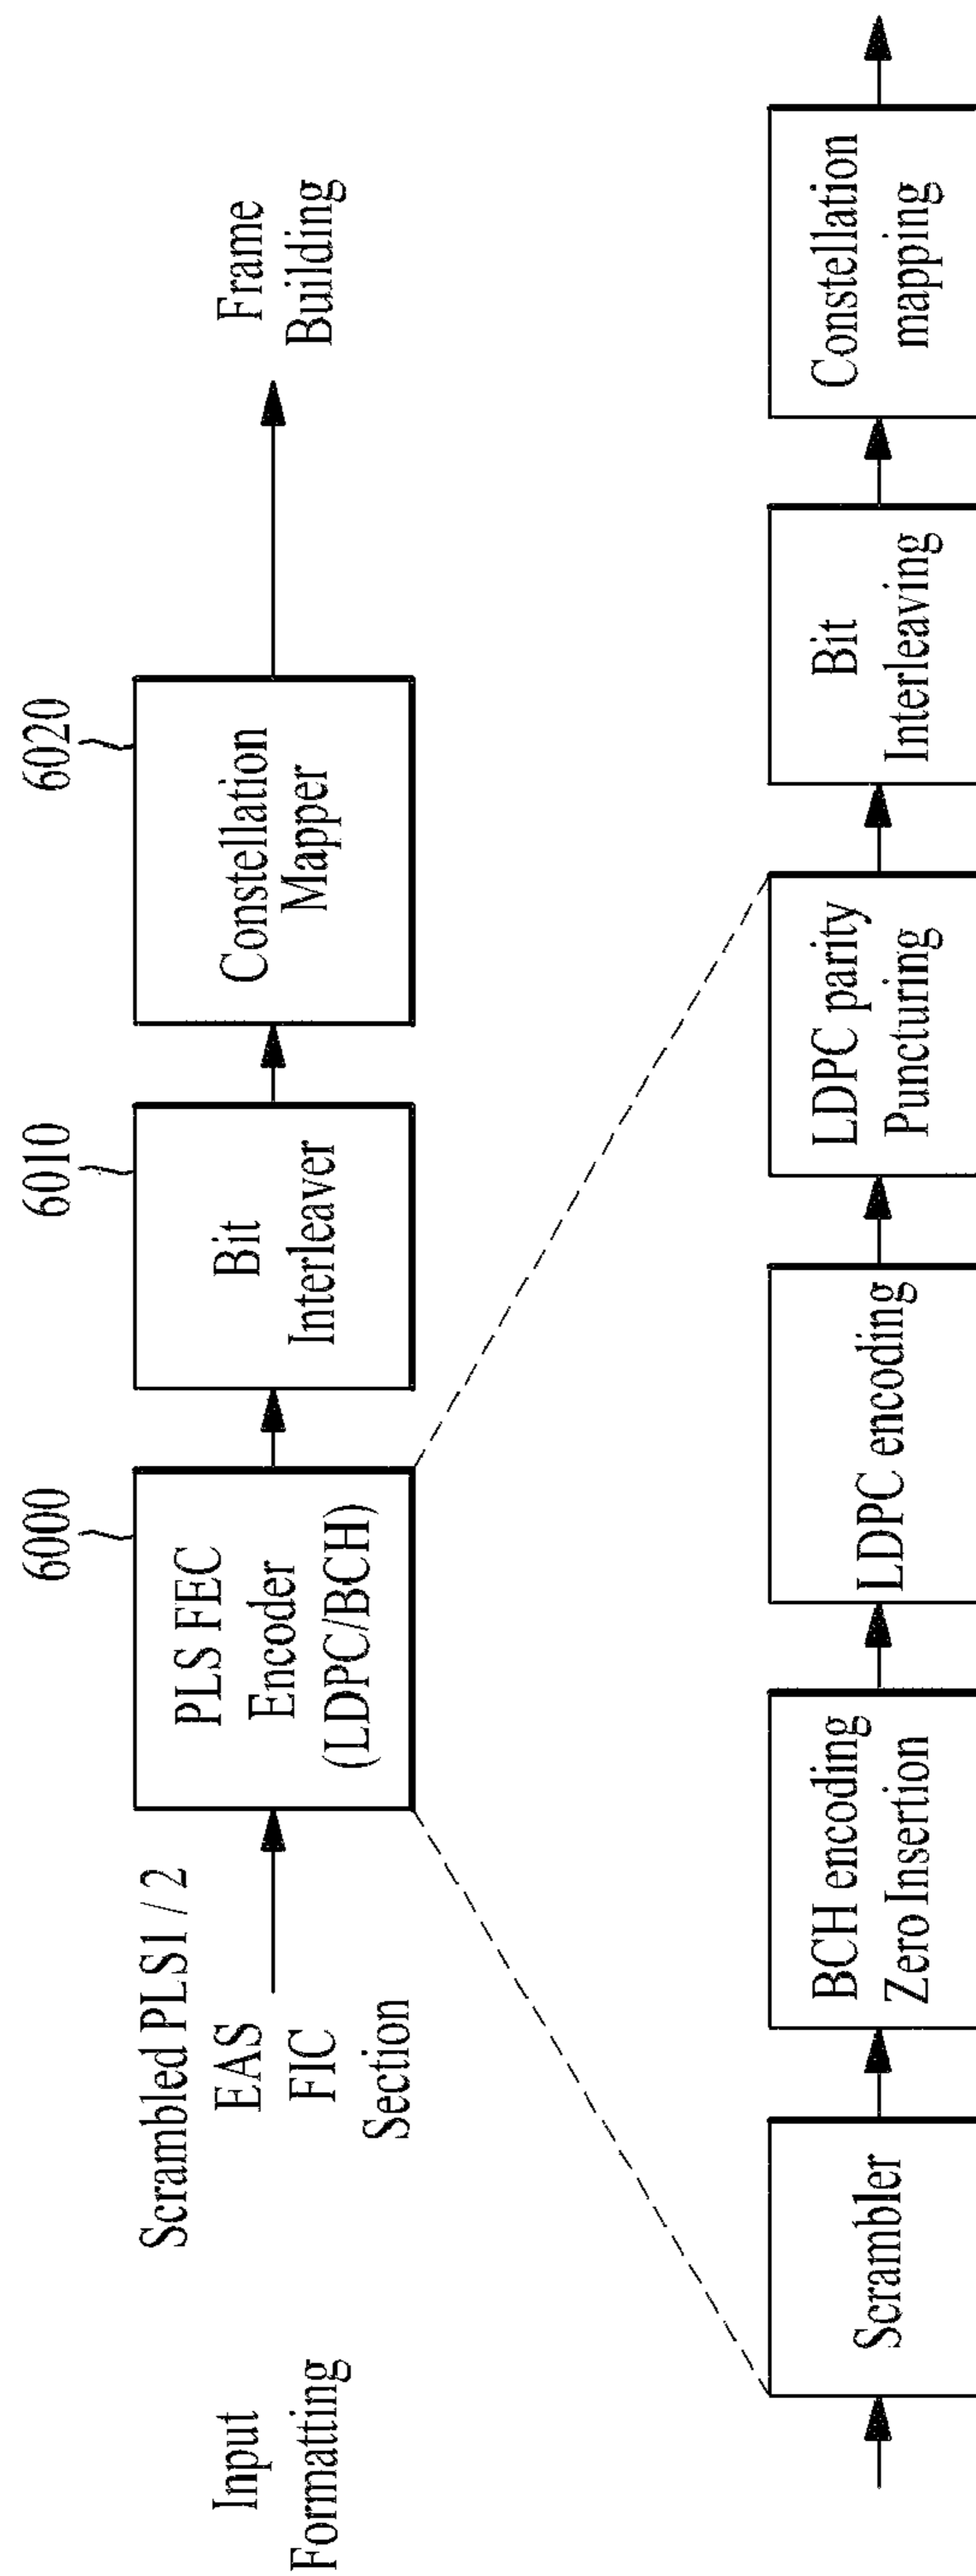 Input
Formatting
Scrambled PLS1 / 2
EAS
FIC
Section
6000
PLS FEC
Encoder
(LDPC/BCH)
6010
Bit
Interleaver
6020
Constellation
Mapper
Frame
Building
Scrambler
BCH encoding
Zero Insertion
LDPC encoding
LDPC parity
Puncturing
Bit
Interleaving
Constellation
mapping